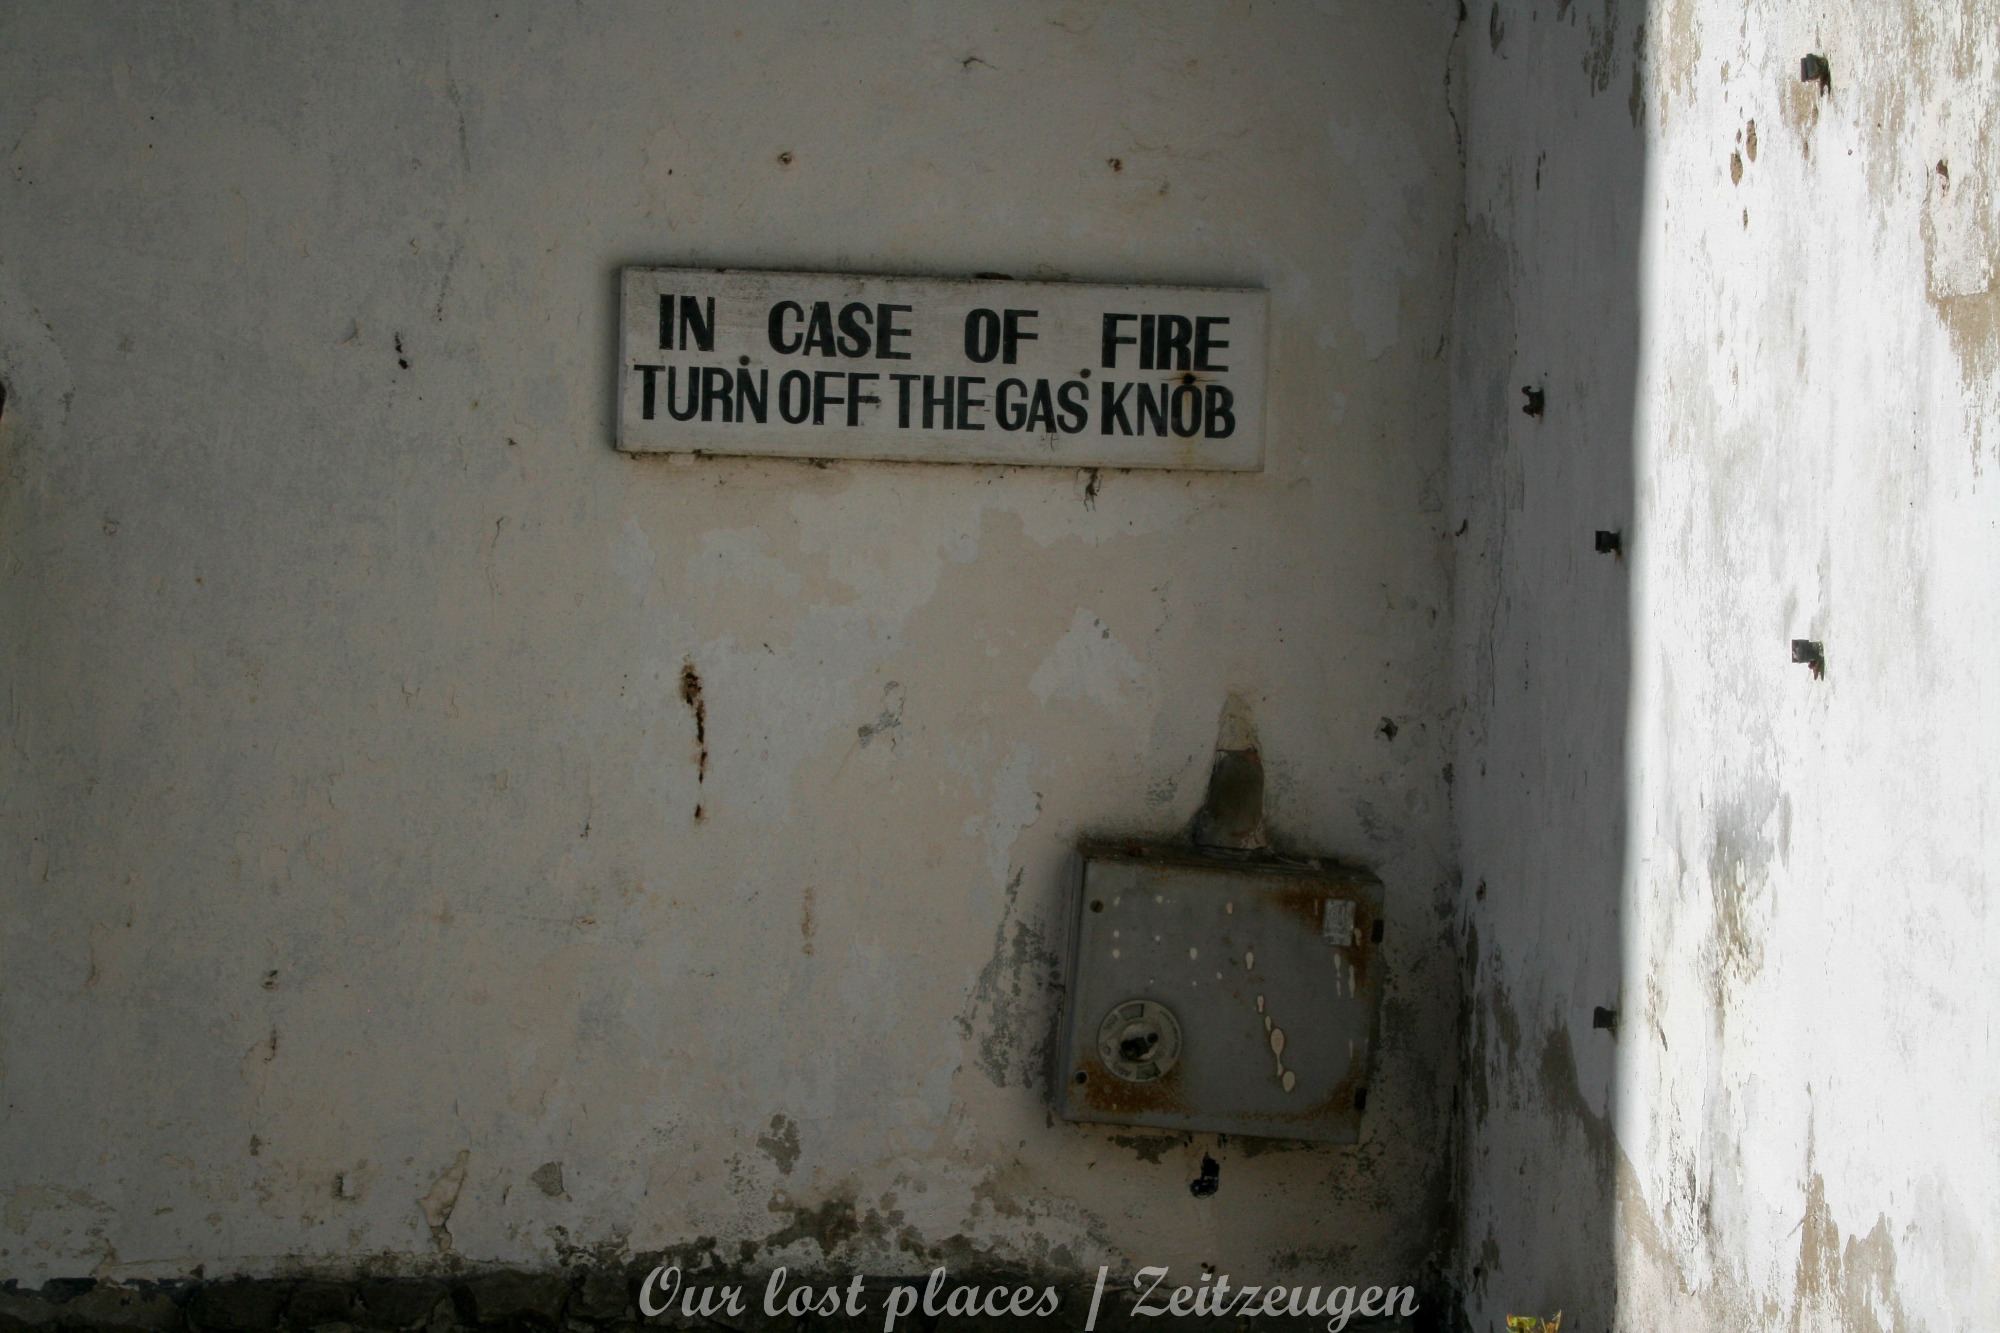 IN CASE OF FIRE
TURN OFF THE GAS KNOB
Our lost places | Zeitzeugen